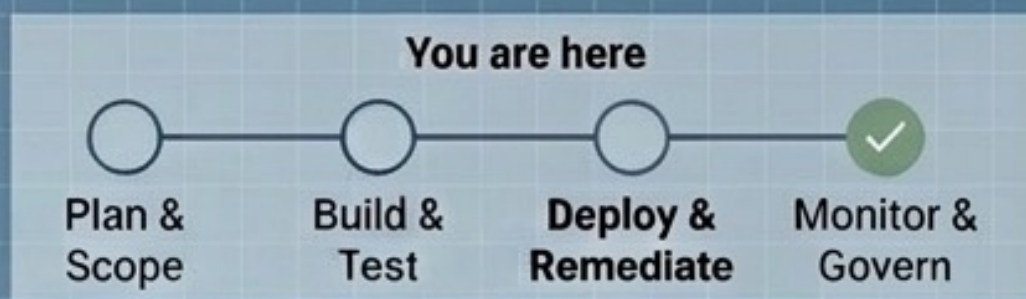 You are here
Plan & Build & Deploy & Monitor &
Scope Test Remediate Govern